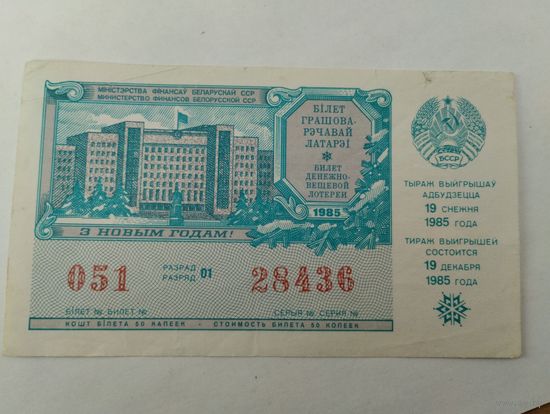 МІНІСТЭРСТВА ФІНАНСАЎ БЕЛАРУСКАЙ ССР
МИНИСТЕРСТВО ФИНАНСОВ БЕЛОРУССКОЙ ССР
БІЛЕТ
ГРАШОВА-
РЭЧАВАЙ
ЛАТАРЭІ
БИЛЕТ
ДЕНЕЖНО-
ВЕЩЕВОЙ
ЛОТЕРЕИ
1985
З НОВЫМ ГОДАМ!
051
РАЗРАД
РАЗРЯД
01
28436
БІЛЕТ № БИЛЕТ №
СЕРЫЯ № СЕРИЯ №
КОШТ БІЛЕТА 50 КАПЕЕК - СТОИМОСТЬ БИЛЕТА 50 КОПЕЕК
БССР
ТЫРАЖ ВЫЙГРЫШАЎ
АДБУДЗЕЦЦА
19 СНЕЖНЯ
1985 ГОДА
ТИРАЖ ВЫИГРЫШЕЙ
СОСТОИТСЯ
19 ДЕКАБРЯ
1985 ГОДА